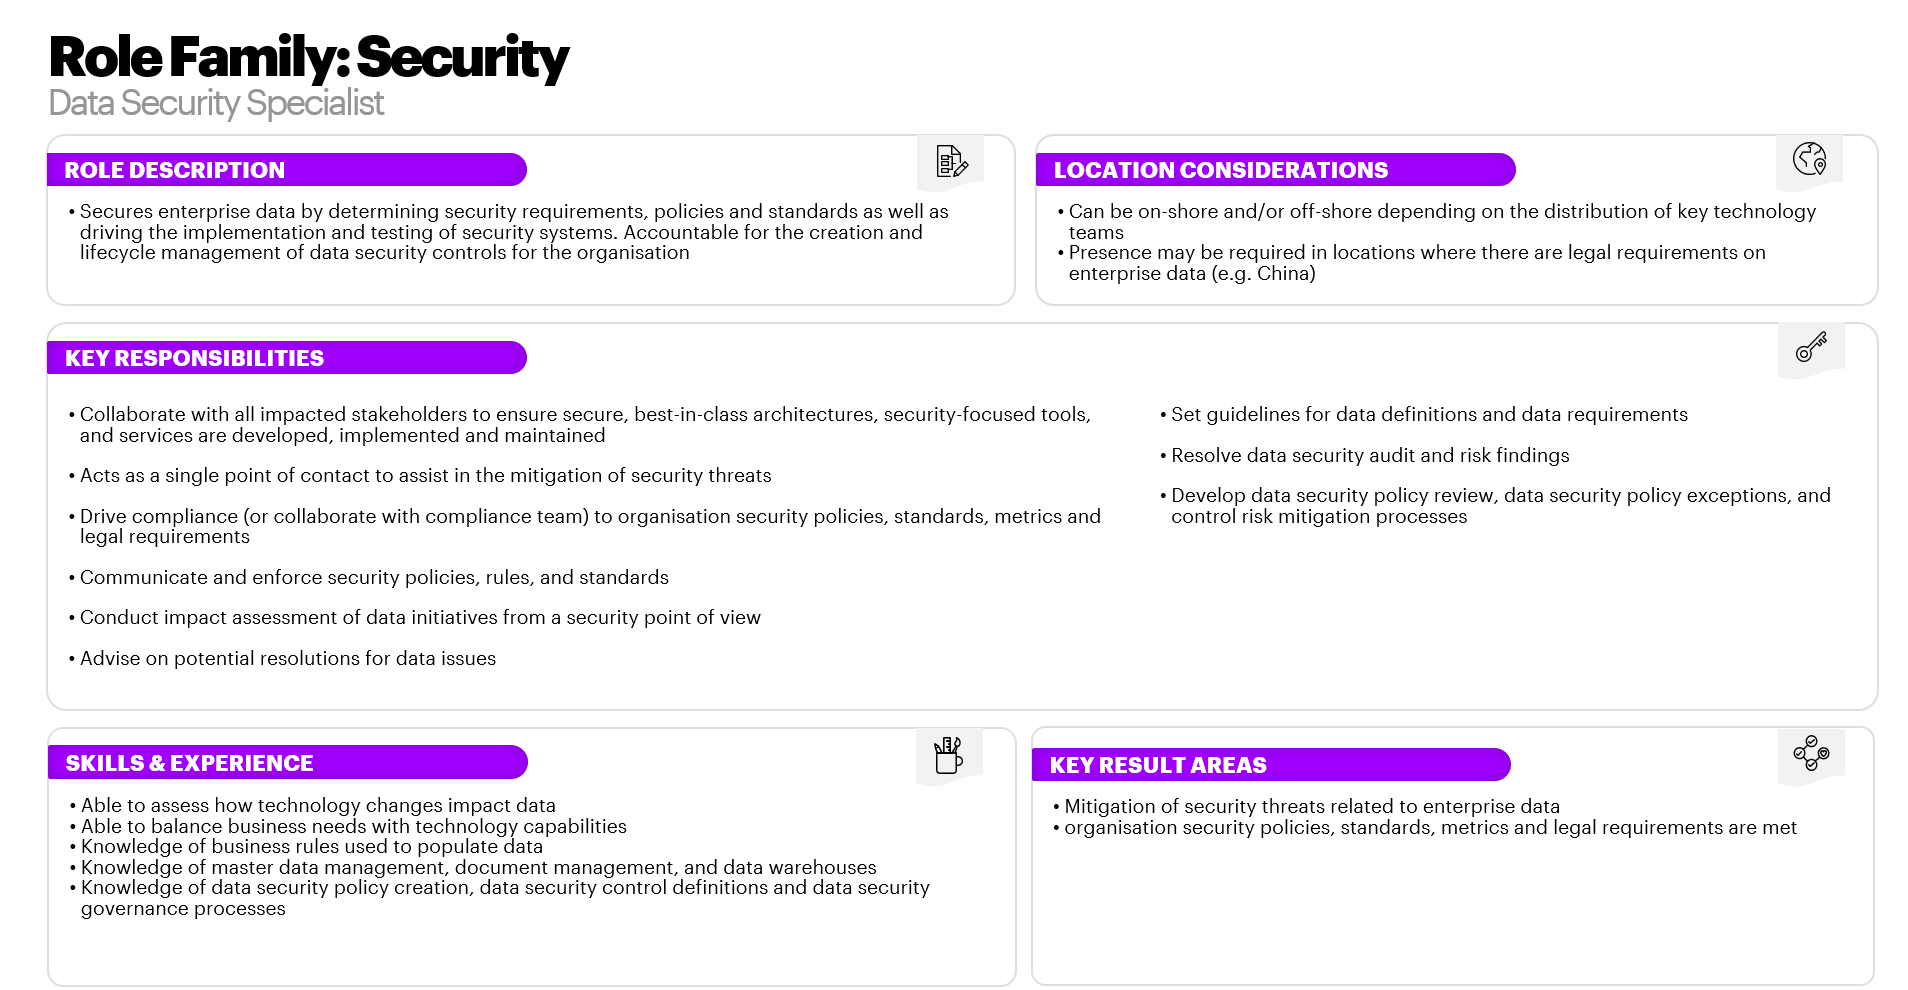 Role Family: Security
Data Security Specialist
ROLE DESCRIPTION
• Secures enterprise data by determining security requirements, policies and standards as well as
driving the implementation and testing of security systems. Accountable for the creation and
lifecycle management of data security controls for the organisation
LOCATION CONSIDERATIONS
• Can be on-shore and/or off-shore depending on the distribution of key technology
teams
• Presence may be required in locations where there are legal requirements on
enterprise data (e.g. China)
KEY RESPONSIBILITIES
• Collaborate with all impacted stakeholders to ensure secure, best-in-class architectures, security-focused tools,
and services are developed, implemented and maintained
• Acts as a single point of contact to assist in the mitigation of security threats
• Drive compliance (or collaborate with compliance team) to organisation security policies, standards, metrics and
legal requirements
• Communicate and enforce security policies, rules, and standards
• Conduct impact assessment of data initiatives from a security point of view
• Advise on potential resolutions for data issues
• Set guidelines for data definitions and data requirements
• Resolve data security audit and risk findings
• Develop data security policy review, data security policy exceptions, and
control risk mitigation processes
SKILLS & EXPERIENCE
• Able to assess how technology changes impact data
• Able to balance business needs with technology capabilities
• Knowledge of business rules used to populate data
• Knowledge of master data management, document management, and data warehouses
• Knowledge of data security policy creation, data security control definitions and data security
governance processes
KEY RESULT AREAS
• Mitigation of security threats related to enterprise data
• organisation security policies, standards, metrics and legal requirements are met